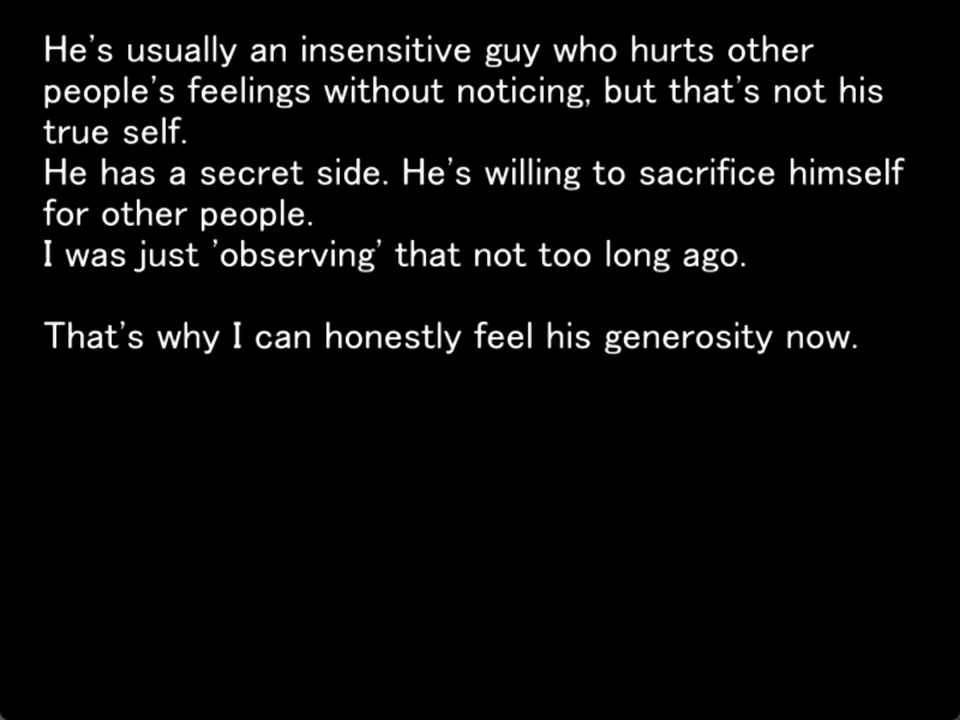 He's usually an insensitive guy who hurts other
people's feelings without noticing, but that's not his
true self.
He has a secret side. He's willing to sacrifice himself
for other people.
I was just 'observing' that not too long ago.
That's why I can honestly feel his generosity now.